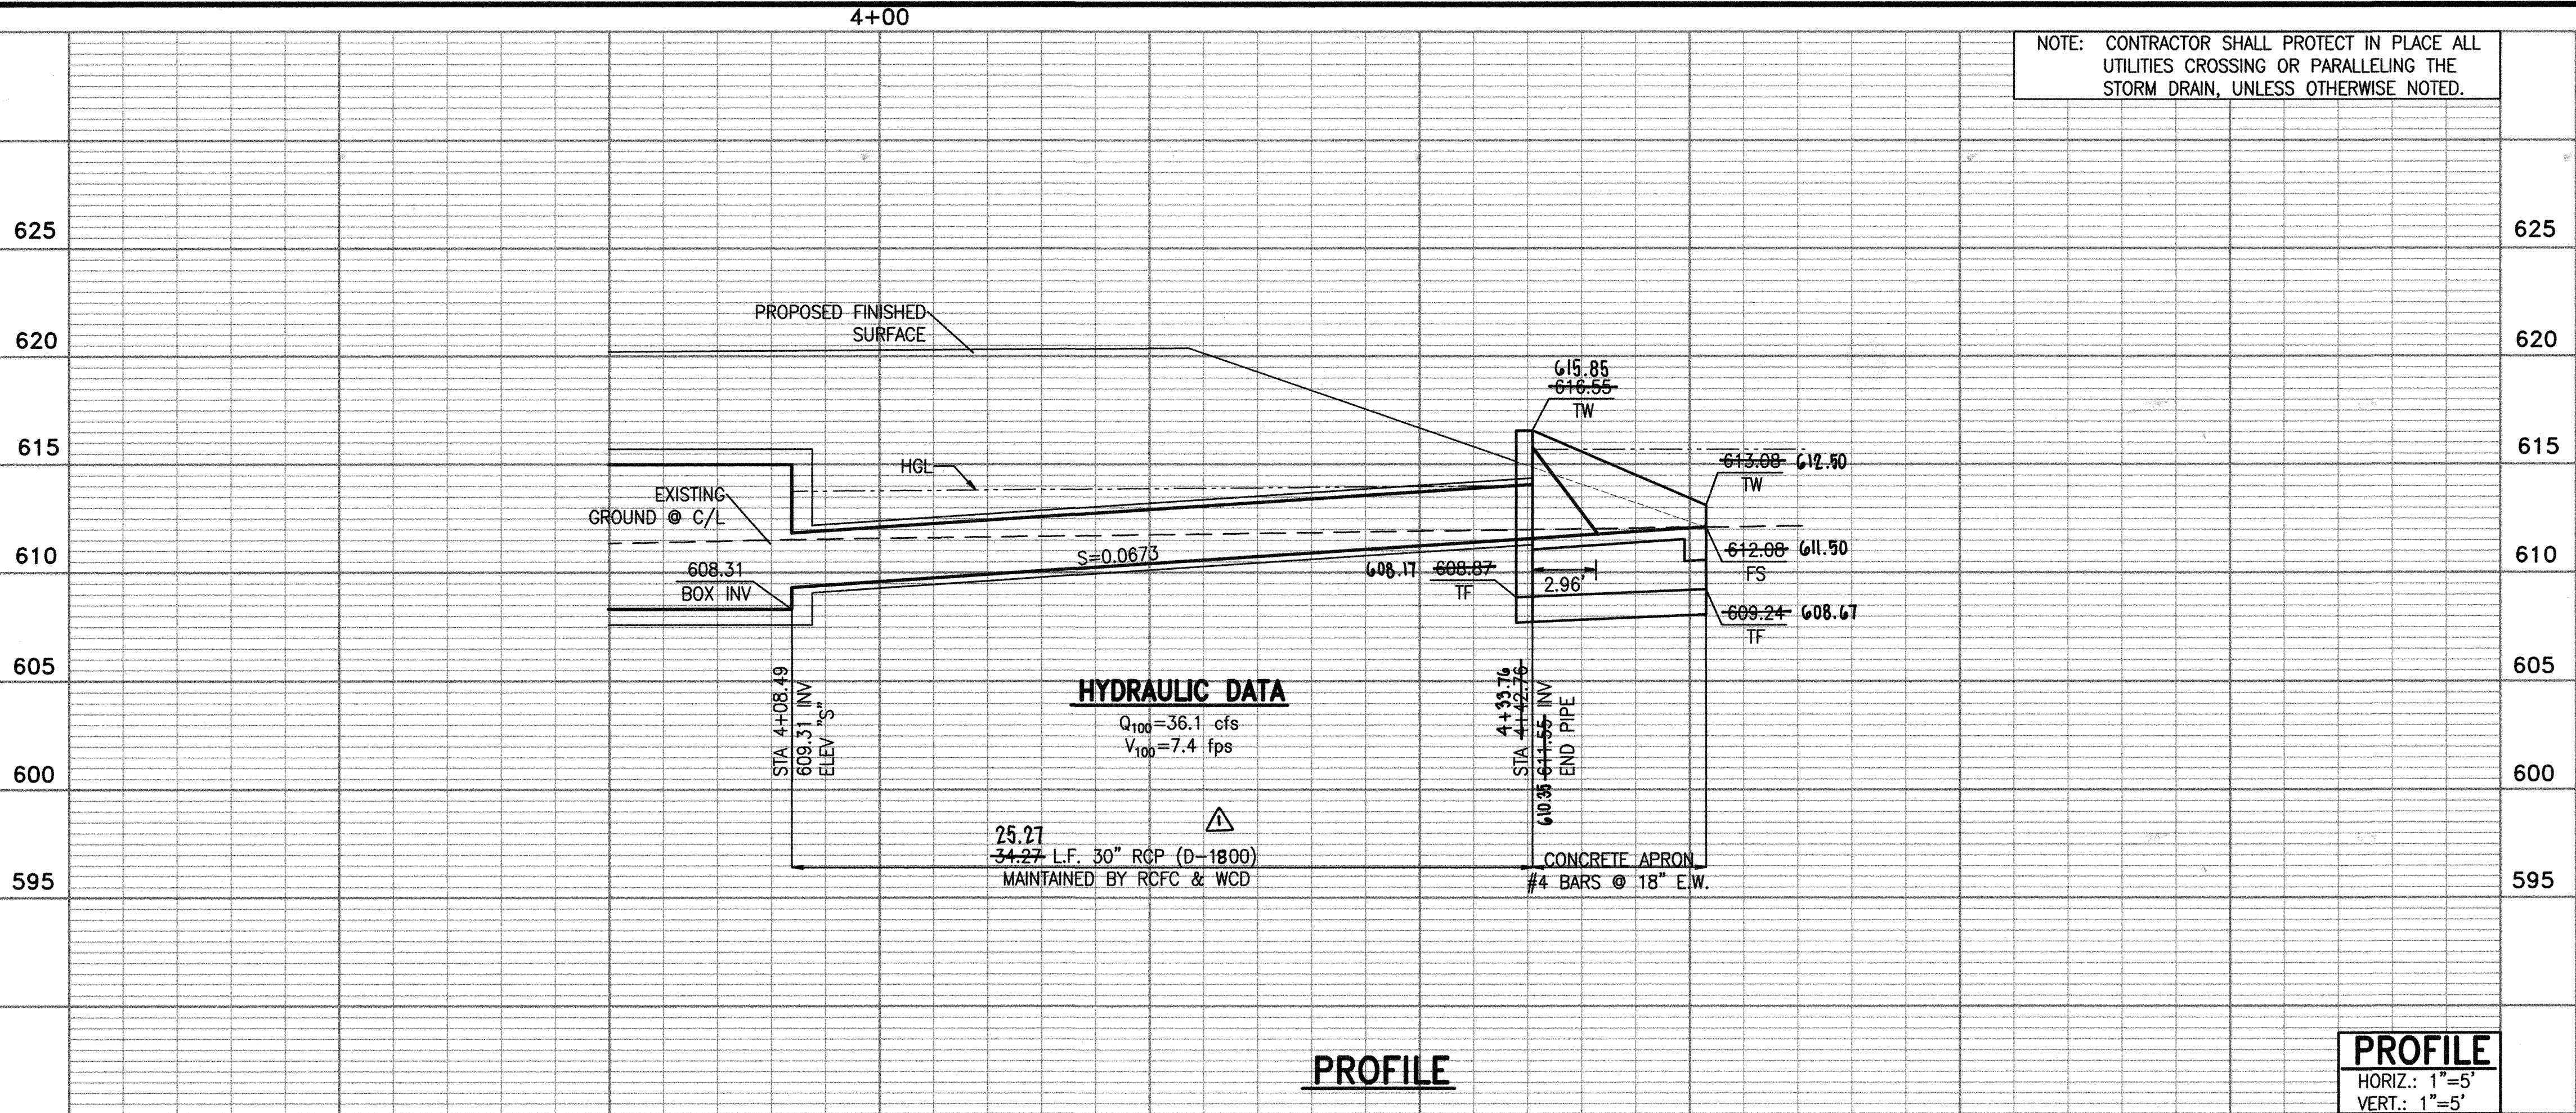 4+00
NOTE: CONTRACTOR SHALL PROTECT IN PLACE ALL
UTILITIES CROSSING OR PARALLELING THE
STORM DRAIN, UNLESS OTHERWISE NOTED.
625
625
620
620
PROPOSED FINISHED
SURFACE
615.85
616.55
TW
615
615
HGL
613.08 612.50
TW
EXISTING
GROUND @ C/L
610
610
S=0.0673
608.31
BOX INV
608.17 608.87
TF
2.96'
612.08 611.50
FS
609.24 608.67
TF
605
605
STA 4+08.49
609.31 INV
ELEV "S"
HYDRAULIC DATA
Q100=36.1 cfs
V100=7.4 fps
4+33.76
STA 4+42.76
610.35 611.55 INV
END PIPE
600
600
1
25.27
34.27 L.F. 30" RCP (D-1800)
MAINTAINED BY RCFC & WCD
CONCRETE APRON
#4 BARS @ 18" E.W.
595
595
PROFILE
PROFILE
HORIZ.: 1"=5'
VERT.: 1"=5'